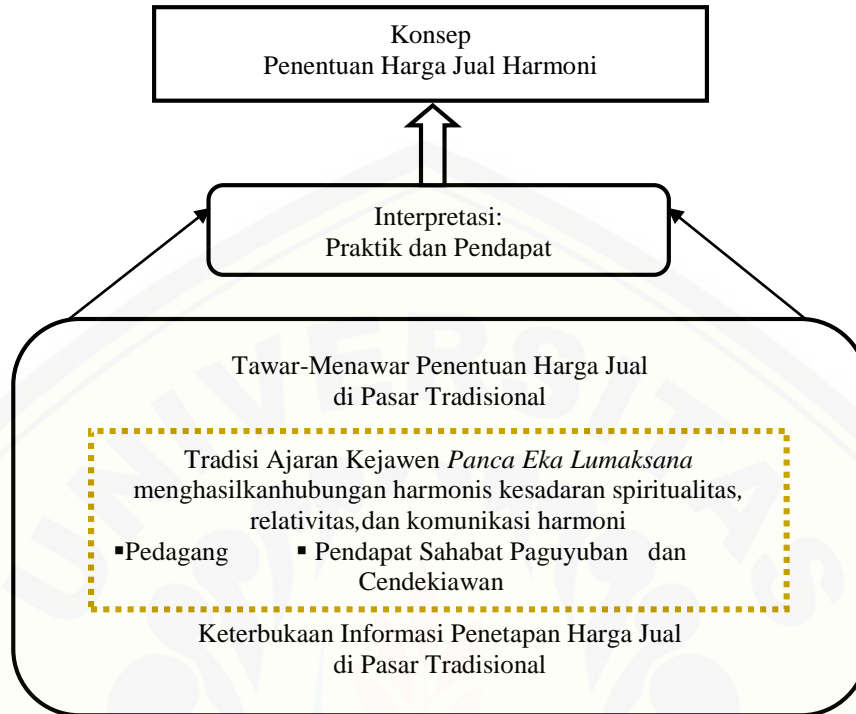 Konsep
Penentuan Harga Jual Harmoni
Interpretasi:
Praktik dan Pendapat
Tawar-Menawar Penentuan Harga Jual
di Pasar Tradisional
Tradisi Ajaran Kejawen Panca Eka Lumaksana
menghasilkanhubungan harmonis kesadaran spiritualitas,
relativitas,dan komunikasi harmoni
▪Pedagang ▪ Pendapat Sahabat Paguyuban dan
Cendekiawan
Keterbukaan Informasi Penetapan Harga Jual
di Pasar Tradisional
UNIVERSITAS